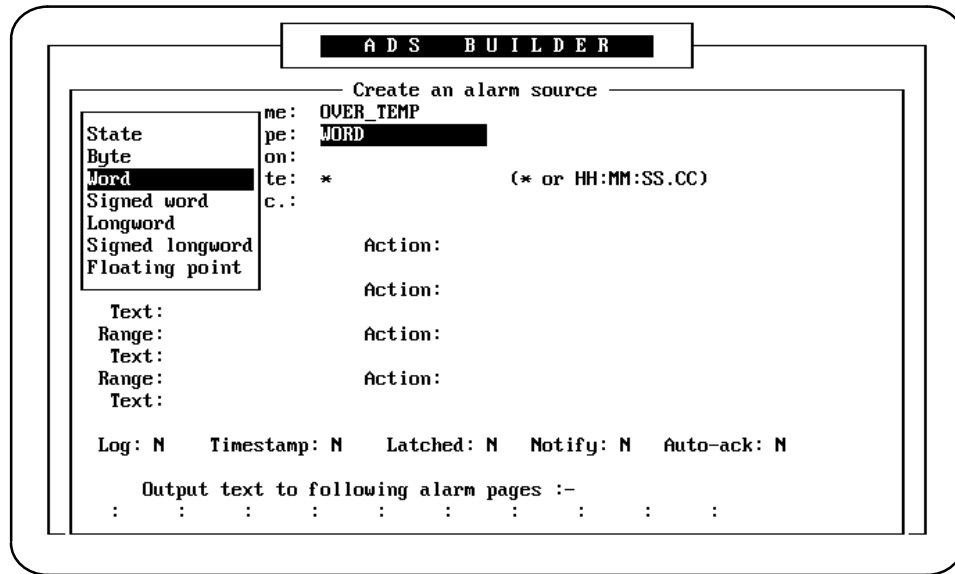 ADS BUILDER
Create an alarm source
me: OVER_TEMP
State pe: WORD
Byte on:
Word te: * (* or HH:MM:SS.CC)
Signed word c.:
Longword
Signed longword Action:
Floating point
Action:
Text:
Range: Action:
Text:
Range: Action:
Text:
Log: N Timestamp: N Latched: N Notify: N Auto-ack: N
Output text to following alarm pages :-
: : : : : : : : : :